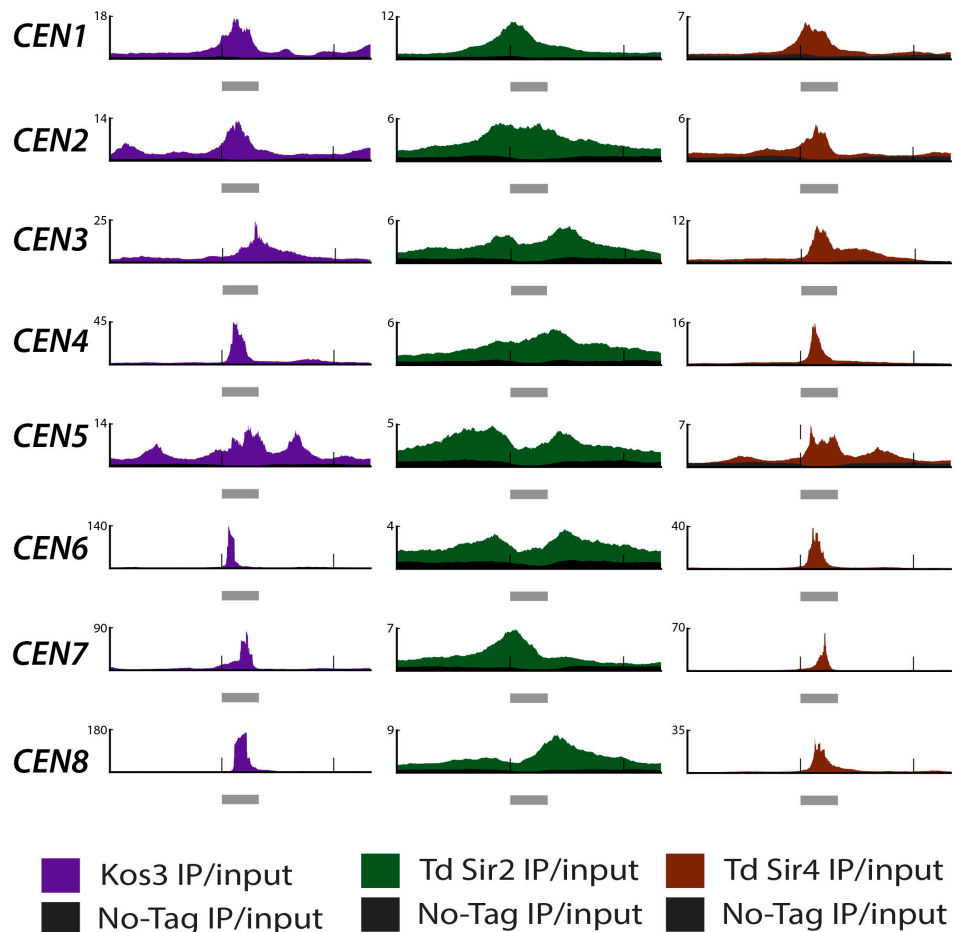 CEN1 18 12 7
CEN2 14 6 6
CEN3 25 6 12
CEN4 45 6 16
CEN5 14 5 7
CEN6 140 4 40
CEN7 90 7 70
CEN8 180 9 35
Kos3 IP/input Td Sir2 IP/input Td Sir4 IP/input
No-Tag IP/input No-Tag IP/input No-Tag IP/input